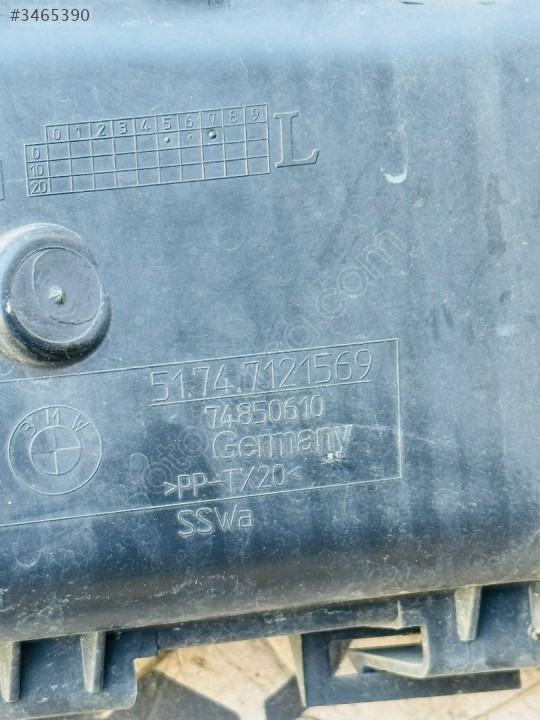 #3465390
0 1 2 3 4 5 6 7 8 9
0
10
20
L
51.74.7121569
74850610
Germany
>PP-TX20<
SSWa
BMW